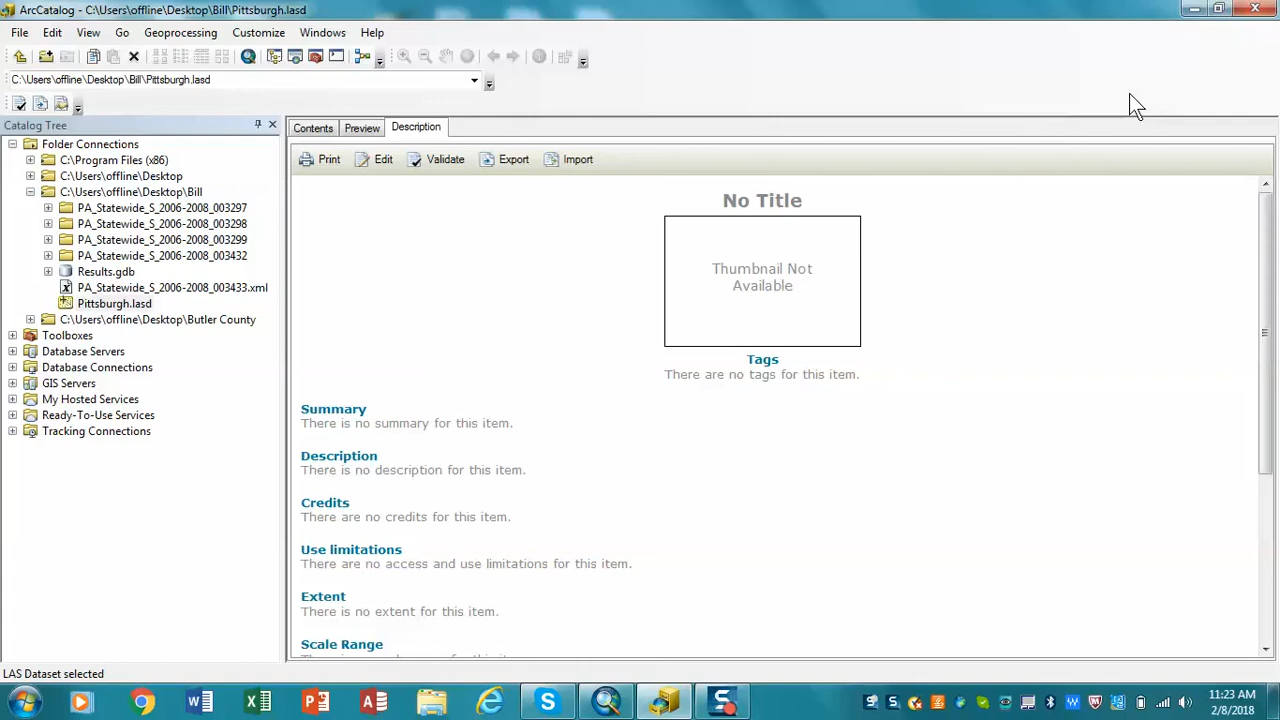 ArcCatalog - C:\Users\offline\Desktop\Bill\Pittsburgh.lasd
File Edit View Go Geoprocessing Customize Windows Help
C:\Users\offline\Desktop\Bill\Pittsburgh.lasd
Catalog Tree
Folder Connections
C:\Program Files (x86)
C:\Users\offline\Desktop
C:\Users\offline\Desktop\Bill
PA_Statewide_S_2006-2008_003297
PA_Statewide_S_2006-2008_003298
PA_Statewide_S_2006-2008_003299
PA_Statewide_S_2006-2008_003432
Results.gdb
PA_Statewide_S_2006-2008_003433.xml
Pittsburgh.lasd
C:\Users\offline\Desktop\Butler County
Toolboxes
Database Servers
Database Connections
GIS Servers
My Hosted Services
Ready-To-Use Services
Tracking Connections
Contents Preview Description
Print Edit Validate Export Import
No Title
Thumbnail Not
Available
Tags
There are no tags for this item.
Summary
There is no summary for this item.
Description
There is no description for this item.
Credits
There are no credits for this item.
Use limitations
There are no access and use limitations for this item.
Extent
There is no extent for this item.
Scale Range
LAS Dataset selected
11:23 AM
2/8/2018